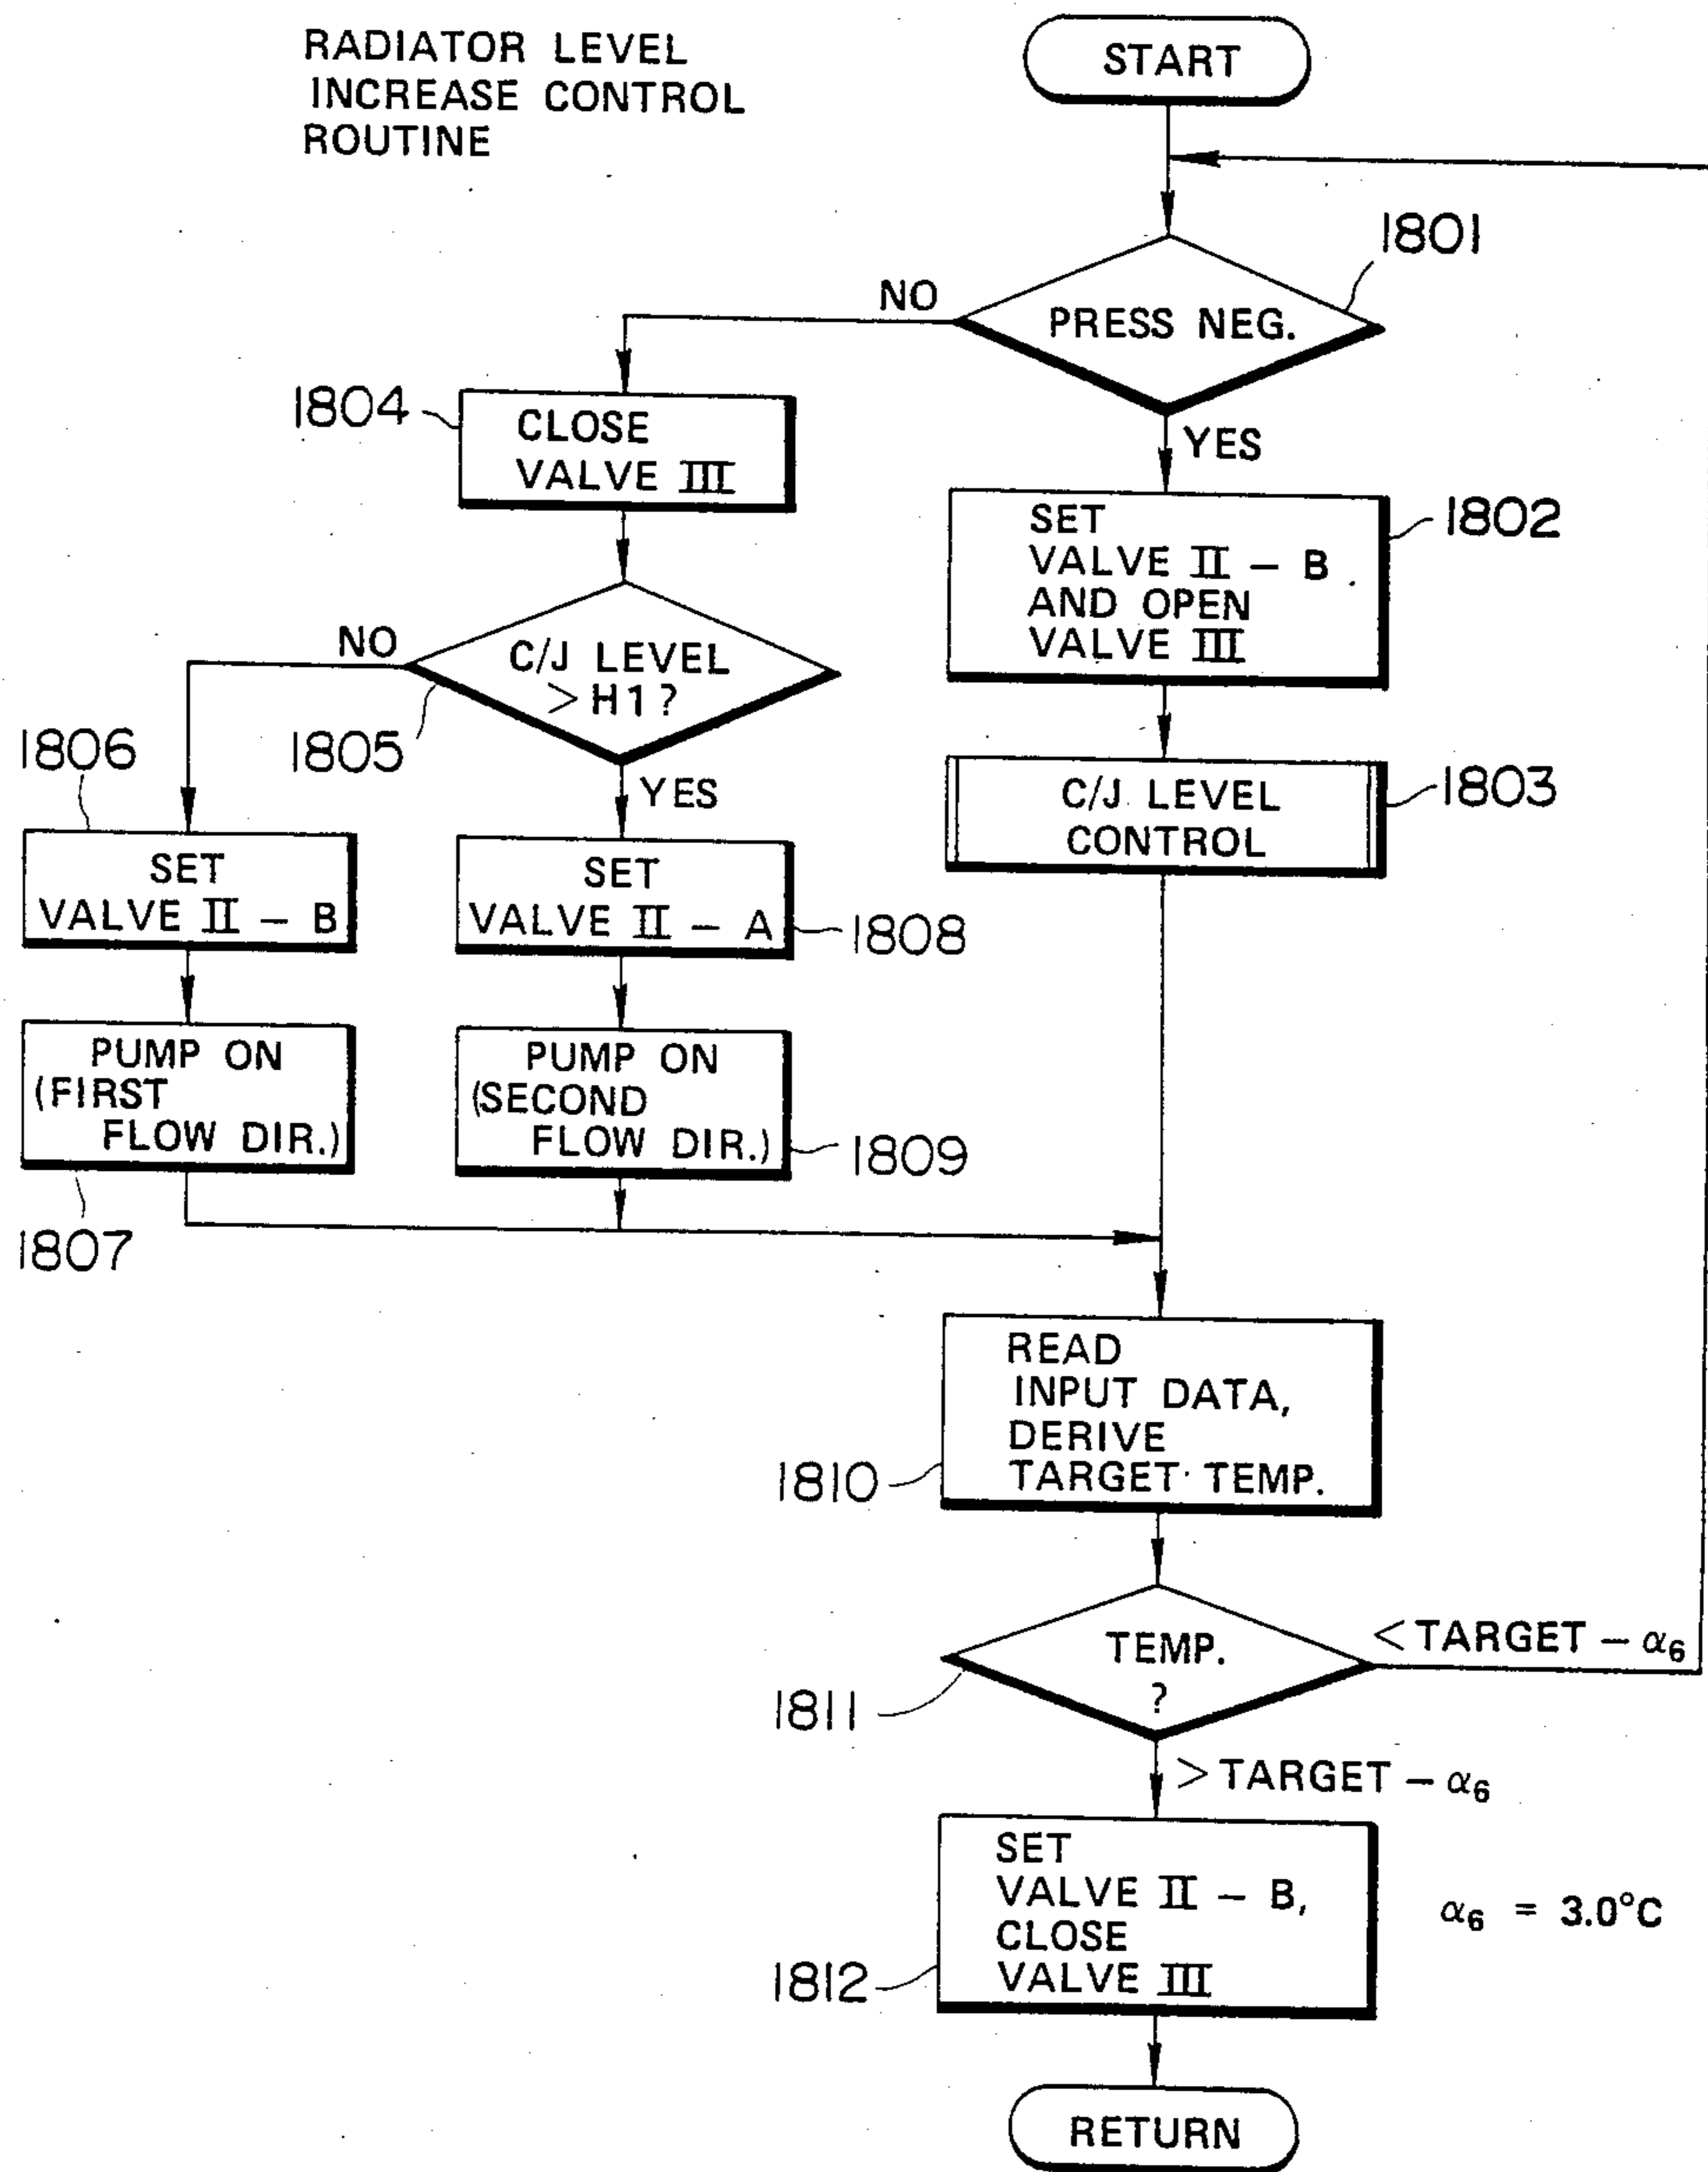 RADIATOR LEVEL
INCREASE CONTROL
ROUTINE
START
1801
NO
PRESS NEG.
YES
1804
CLOSE
VALVE III
SET
VALVE II – B
AND OPEN
VALVE III
1802
NO
C/J LEVEL
> H1?
1805
YES
C/J LEVEL
CONTROL
1803
1806
SET
VALVE II – B
SET
VALVE II – A
1808
PUMP ON
(FIRST
FLOW DIR.)
1807
PUMP ON
(SECOND
FLOW DIR.)
1809
READ
INPUT DATA,
DERIVE
TARGET TEMP.
1810
TEMP.
?
1811
< TARGET – α6
> TARGET – α6
SET
VALVE II – B,
CLOSE
VALVE III
1812
α6 = 3.0°C
RETURN